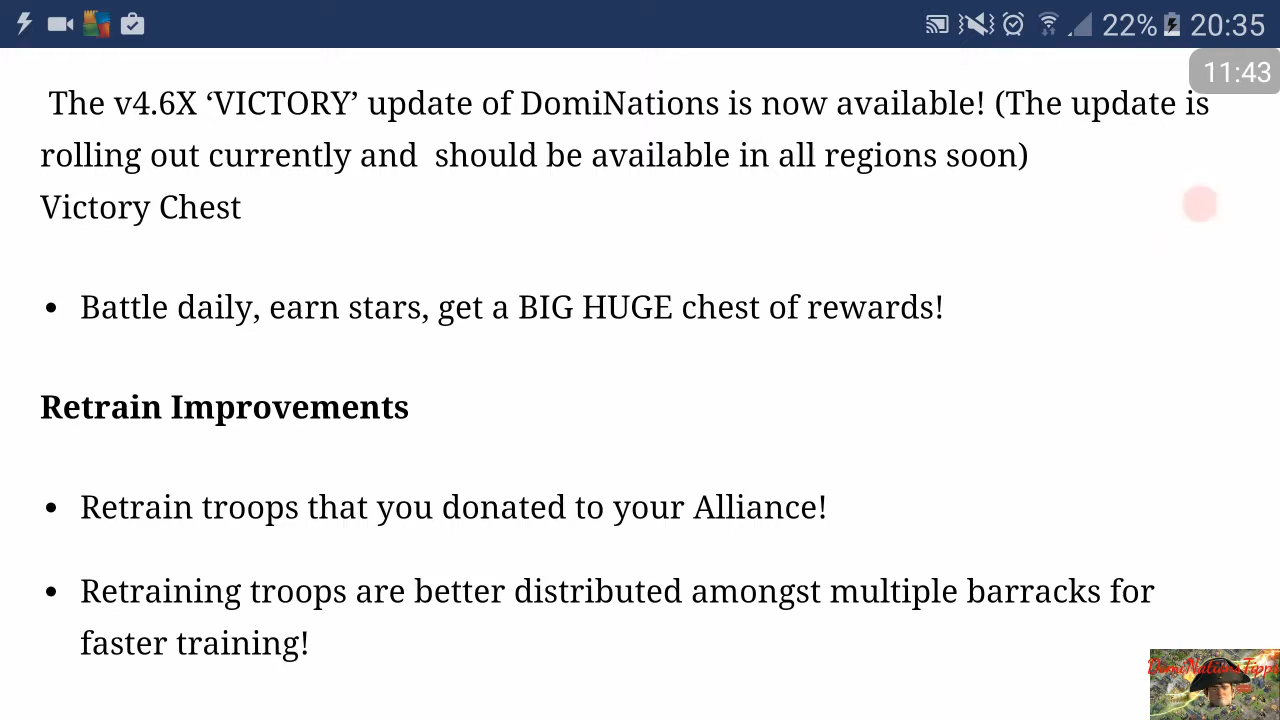 22% 20:35
11:43
The v4.6X ‘VICTORY’ update of DomiNations is now available! (The update is
rolling out currently and  should be available in all regions soon)
Victory Chest
• Battle daily, earn stars, get a BIG HUGE chest of rewards!
Retrain Improvements
• Retrain troops that you donated to your Alliance!
• Retraining troops are better distributed amongst multiple barracks for
faster training!
DomiNationsTipps